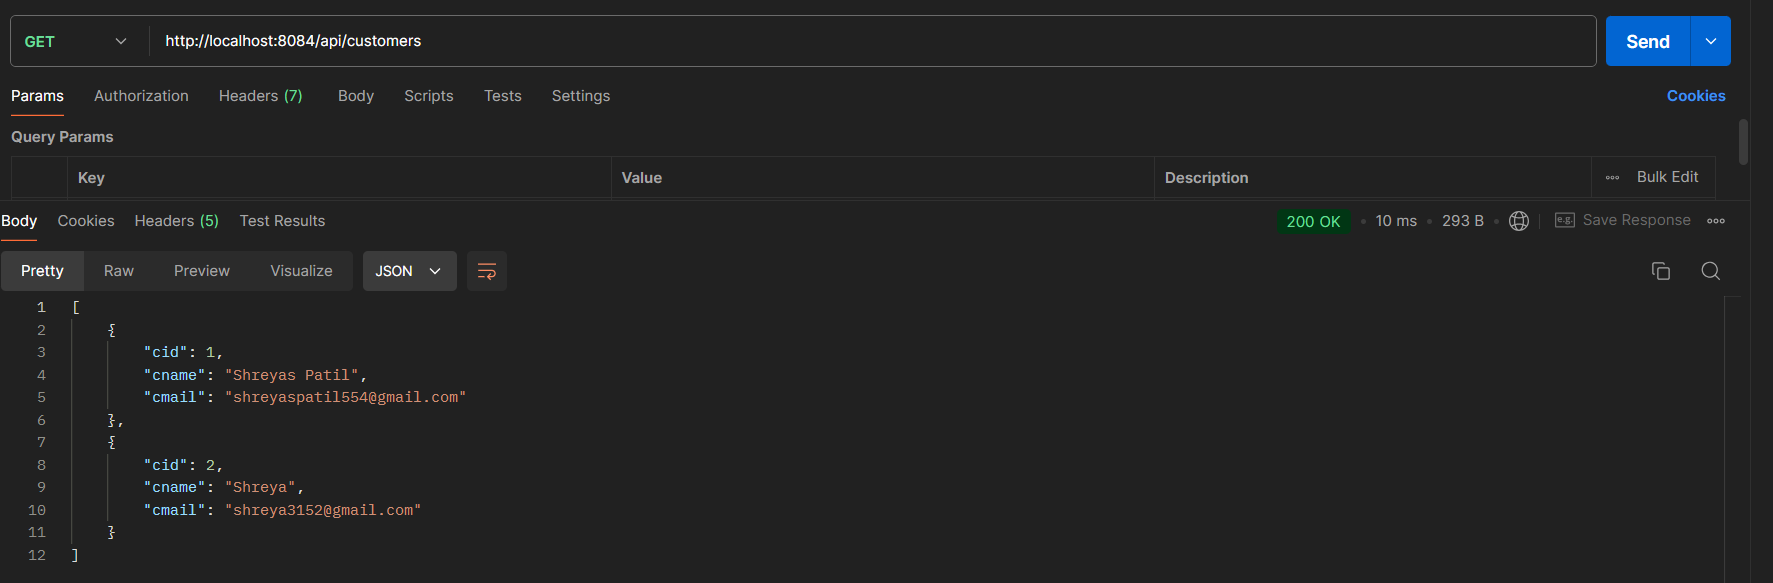 GET http://localhost:8084/api/customers Send
Params Authorization Headers (7) Body Scripts Tests Settings Cookies
Query Params
Key Value Description Bulk Edit
Body Cookies Headers (5) Test Results 200 OK • 10 ms • 293 B • e.g. Save Response
Pretty Raw Preview Visualize JSON
1 [
2 {
3 "cid": 1,
4 "cname": "Shreyas Patil",
5 "cmail": "shreyaspatil554@gmail.com"
6 },
7 {
8 "cid": 2,
9 "cname": "Shreya",
10 "cmail": "shreya3152@gmail.com"
11 }
12 ]